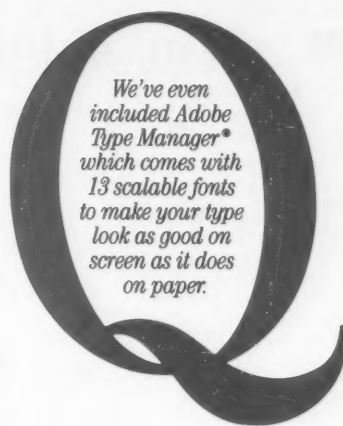 We've even
included Adobe
Type Manager®
which comes with
13 scalable fonts
to make your type
look as good on
screen as it does
on paper.
Q